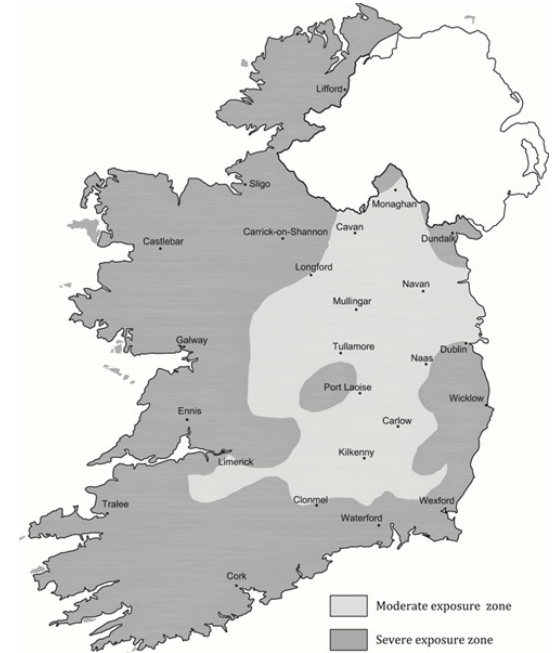 Lifford
Sligo
Monaghan
Cavan
Carrick-on-Shannon
Dundalk
Castlebar
Longford
Navan
Mullingar
Galway
Tullamore
Dublin
Naas
Port Laoise
Wicklow
Ennis
Carlow
Kilkenny
Limerick
Clonmel
Wexford
Tralee
Waterford
Cork
Moderate exposure zone
Severe exposure zone